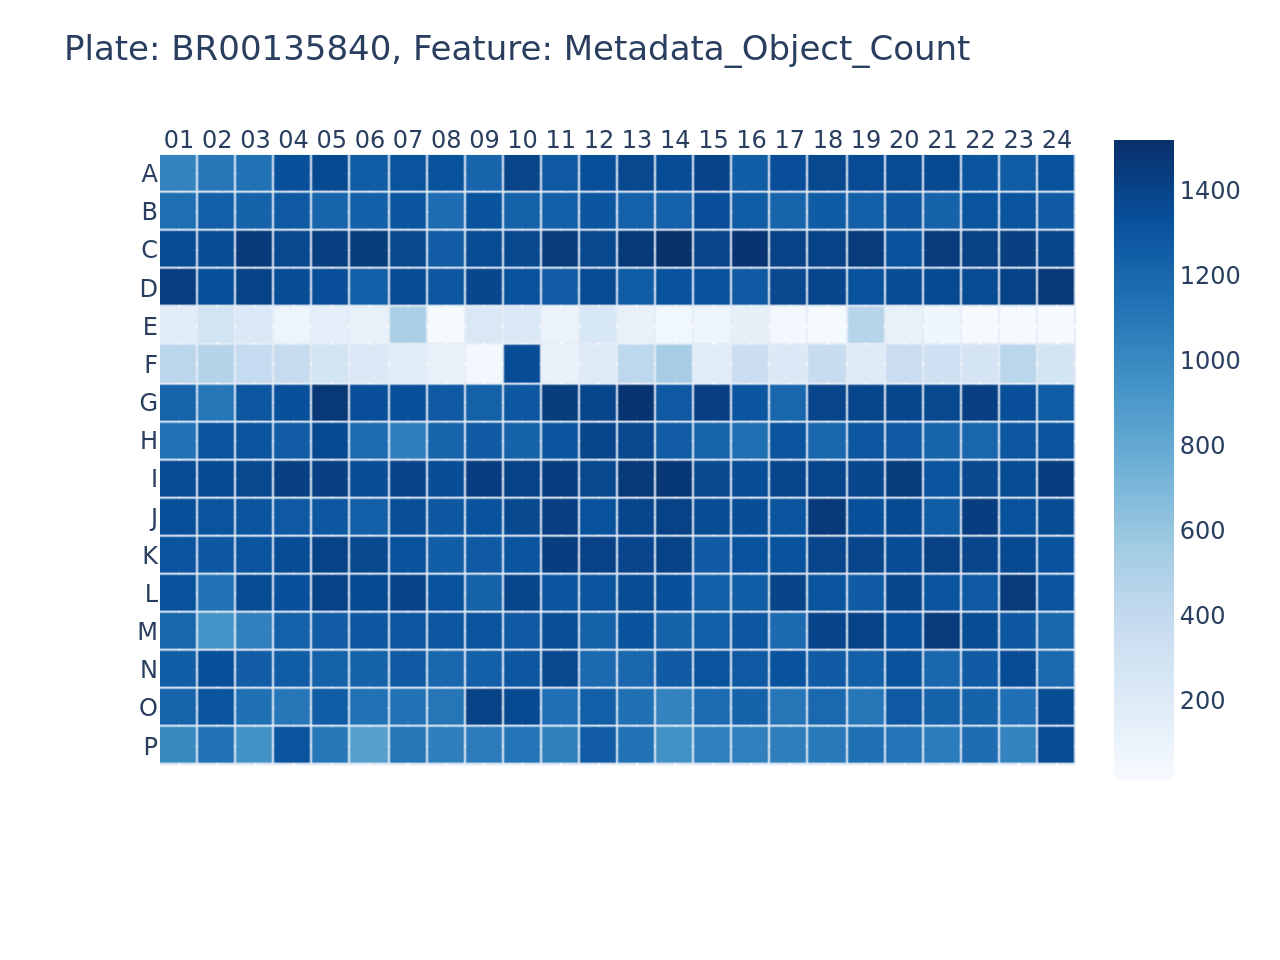 Plate: BR00135840, Feature: Metadata_Object_Count
01 02 03 04 05 06 07 08 09 10 11 12 13 14 15 16 17 18 19 20 21 22 23 24
A
B
C
D
E
F
G
H
I
J
K
L
M
N
O
P
1400
1200
1000
800
600
400
200